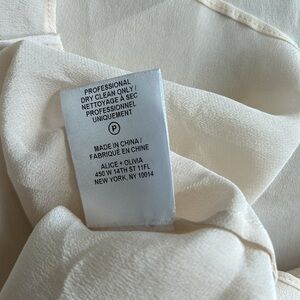 PROFESSIONAL
DRY CLEAN ONLY/
NETTOYAGE À SEC
PROFESSIONNEL
UNIQUEMENT
P
MADE IN CHINA/
FABRIQUÉ EN CHINE
ALICE + OLIVIA
450 W 14TH ST 11FL
NEW YORK, NY 10014